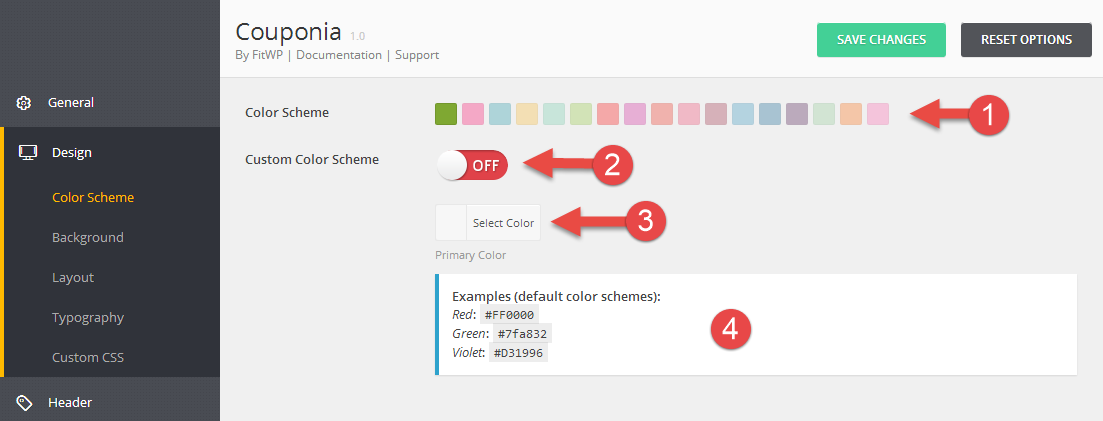 Couponia 1.0
By FitWP | Documentation | Support
SAVE CHANGES
RESET OPTIONS
General
Design
Color Scheme
Background
Layout
Typography
Custom CSS
Header
Color Scheme
1
Custom Color Scheme
OFF
2
Select Color
3
Primary Color
Examples (default color schemes):
Red: #FF0000
Green: #7fa832
Violet: #D31996
4